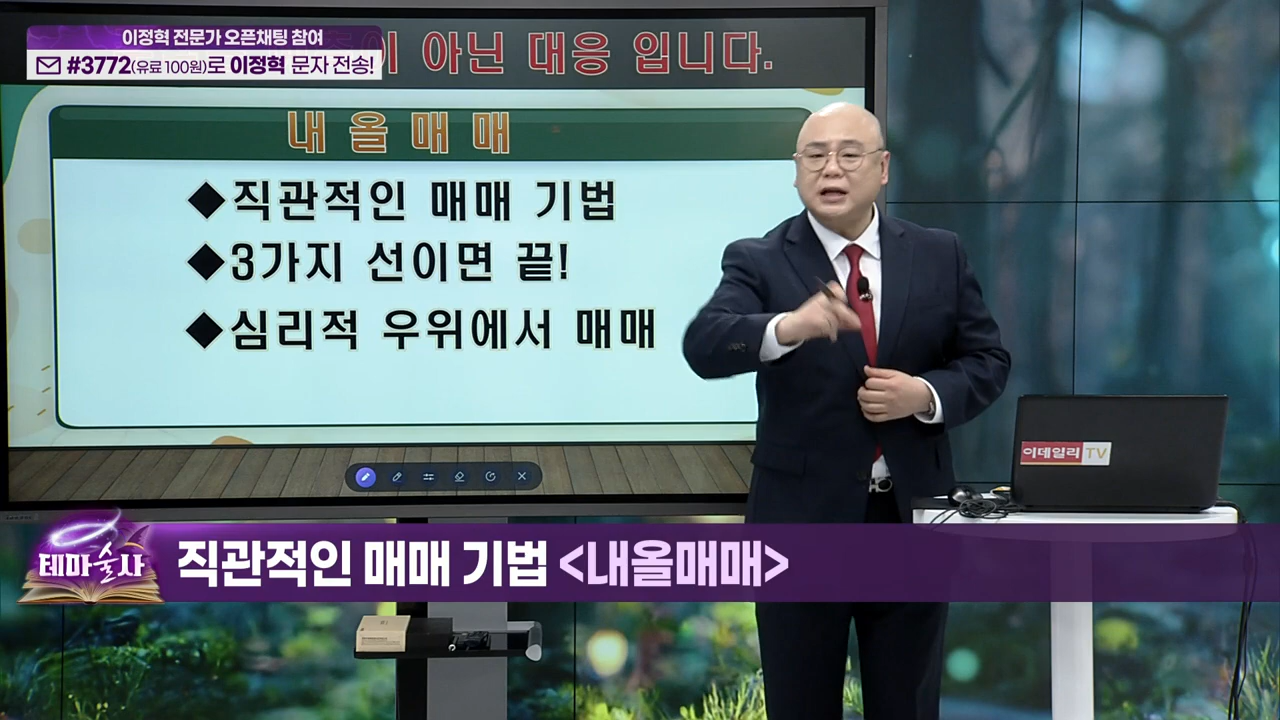 이정혁 전문가 오픈채팅 참여
#3772(유료 100원)로 이정혁 문자 전송!
이 아닌 대응 입니다.
내올매매
◆직관적인 매매 기법
◆3가지 선이면 끝!
◆심리적 우위에서 매매
이데일리TV
테마술사
직관적인 매매 기법 <내올매매>